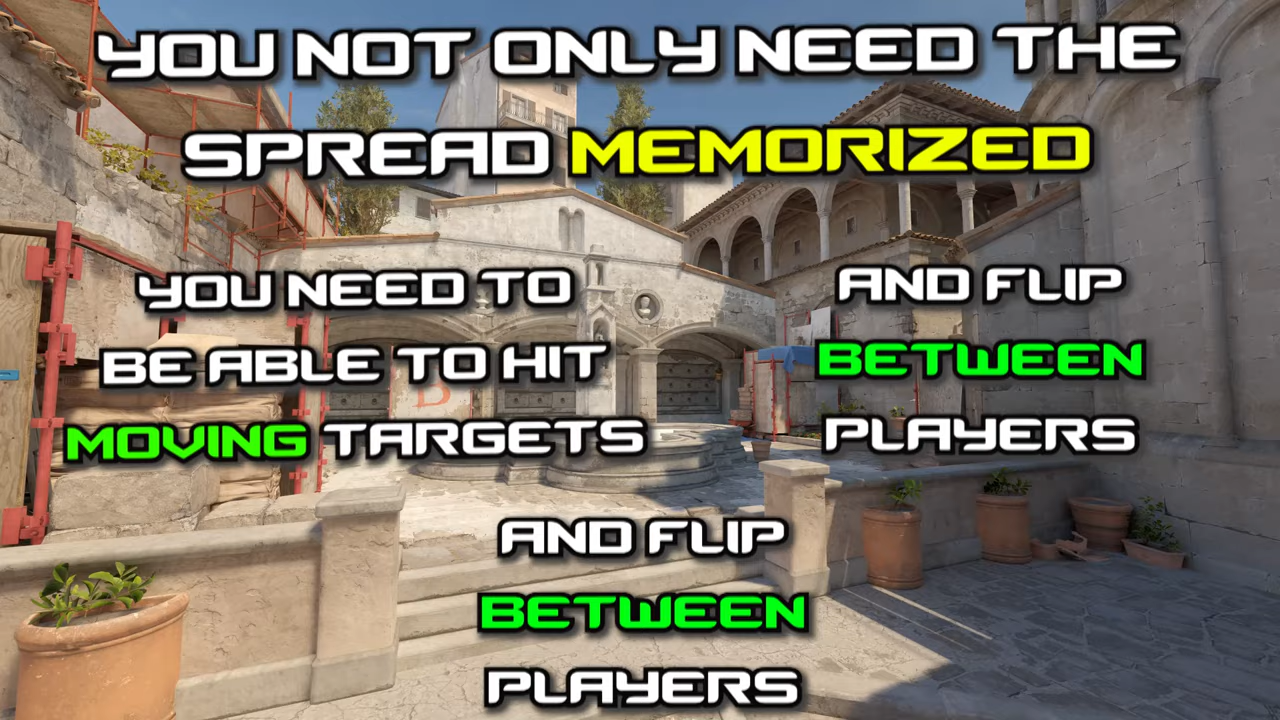 YOU NOT ONLY NEED THE
SPREAD MEMORIZED
YOU NEED TO
BE ABLE TO HIT
MOVING TARGETS
AND FLIP
BETWEEN
PLAYERS
AND FLIP
BETWEEN
PLAYERS
B